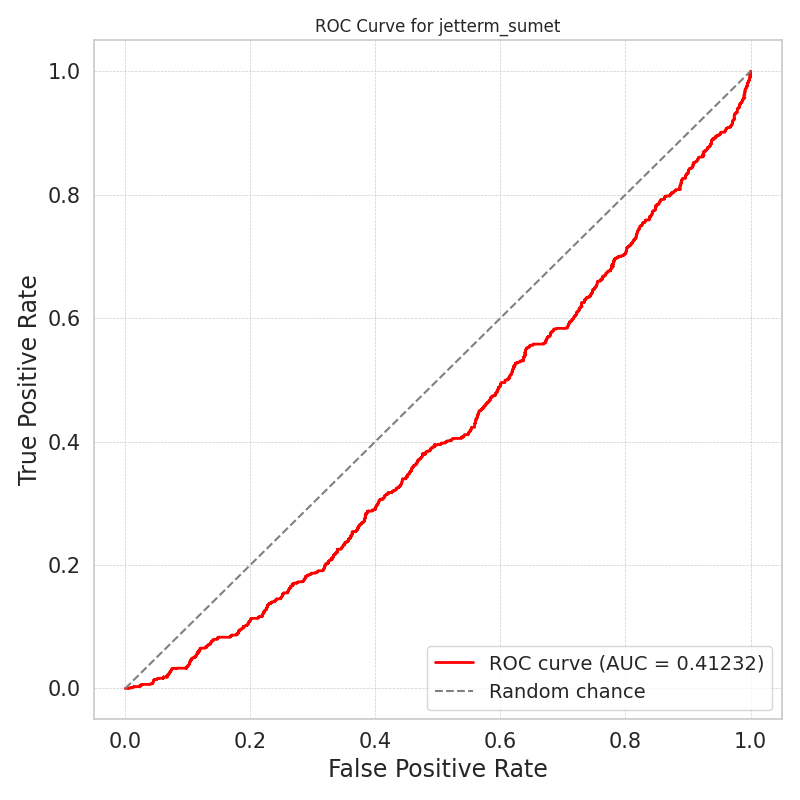 ROC Curve for jetterm_sumet
1.0
0.8
0.6
0.4
0.2
0.0
True Positive Rate
ROC curve (AUC = 0.41232)
Random chance
0.0 0.2 0.4 0.6 0.8 1.0
False Positive Rate